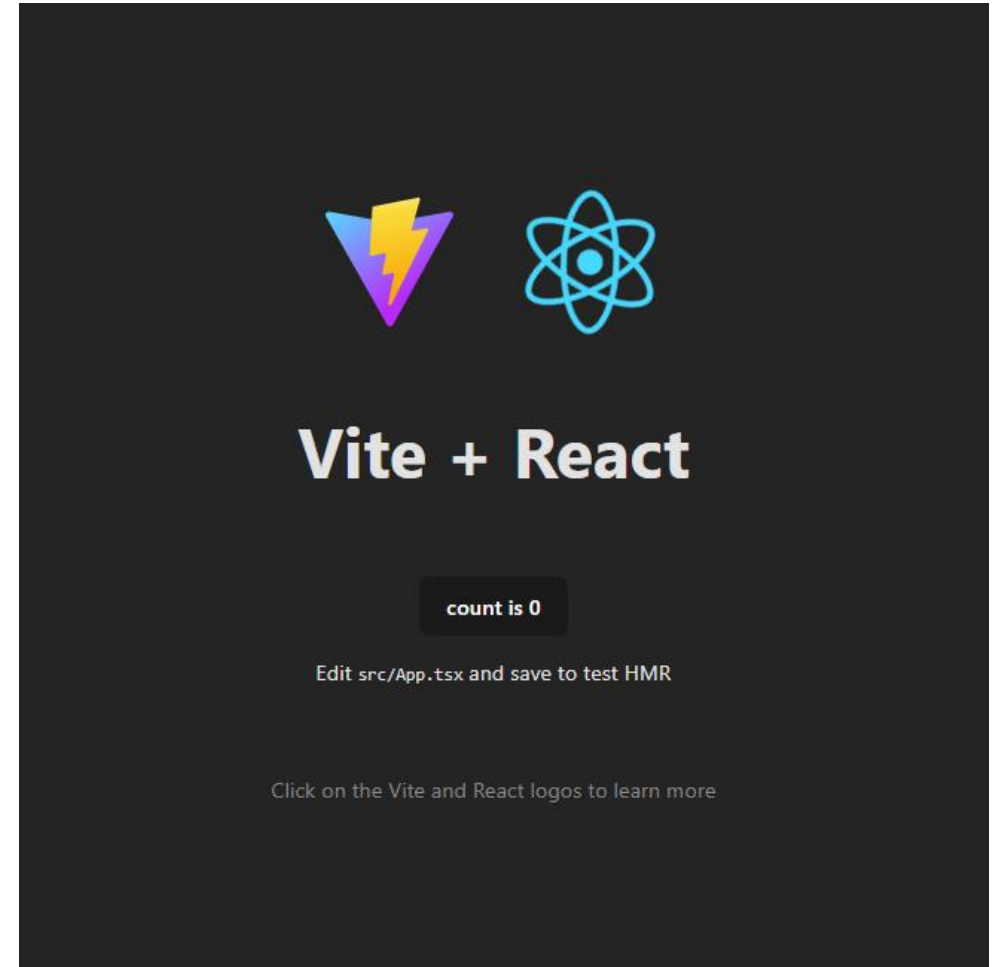 Vite + React
count is 0
Edit src/App.tsx and save to test HMR
Click on the Vite and React logos to learn more